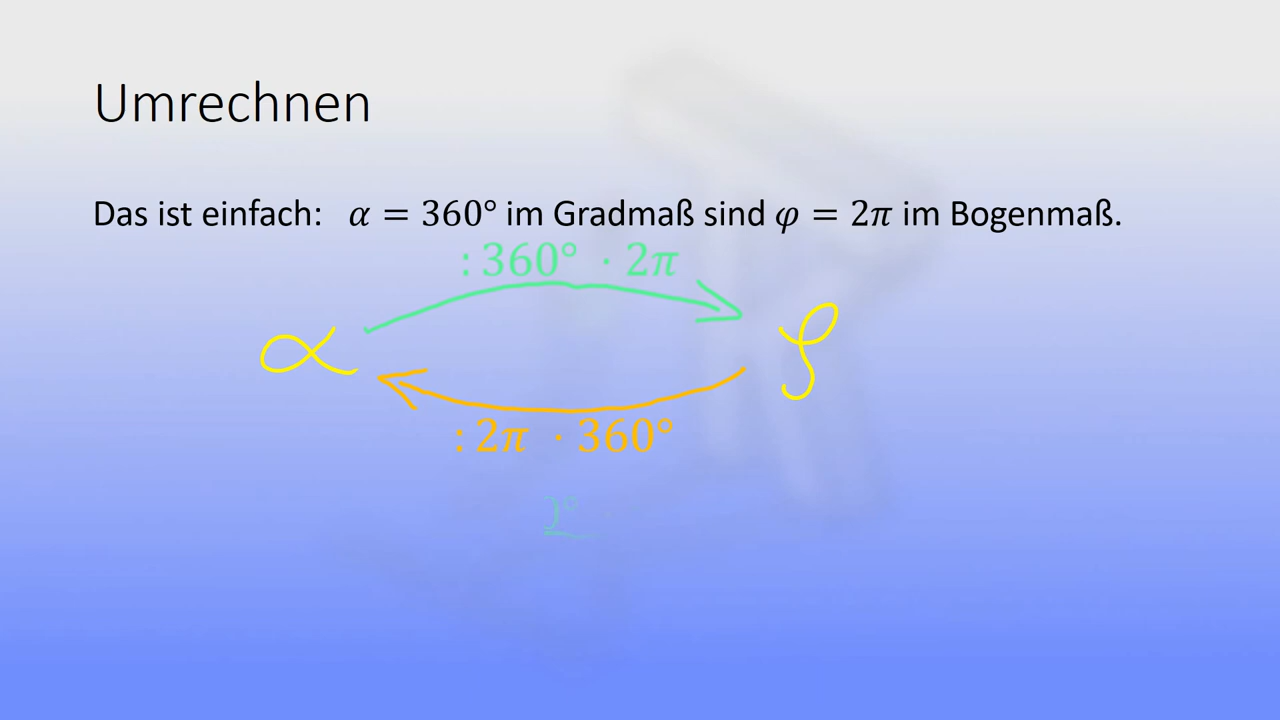 Umrechnen
Das ist einfach: α = 360° im Gradmaß sind φ = 2π im Bogenmaß.
: 360° · 2π
α φ
: 2π · 360°